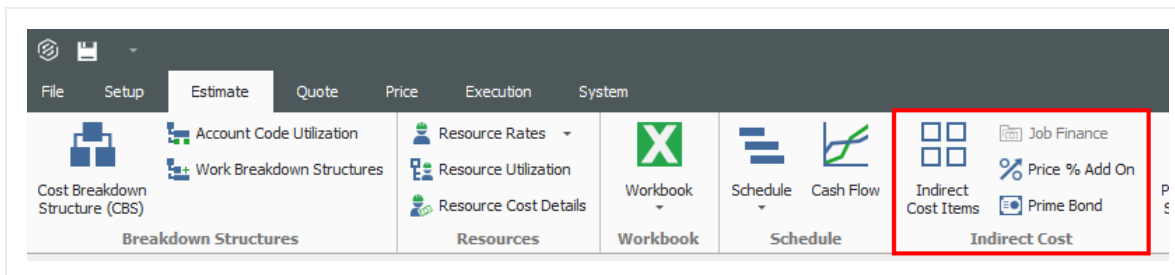 File Setup Estimate Quote Price Execution System
Cost Breakdown
Structure (CBS)
Account Code Utilization
Work Breakdown Structures
Breakdown Structures
Resource Rates
Resource Utilization
Resource Cost Details
Resources
Workbook
Workbook
Schedule
Cash Flow
Schedule
Indirect
Cost Items
Job Finance
Price % Add On
Prime Bond
Indirect Cost